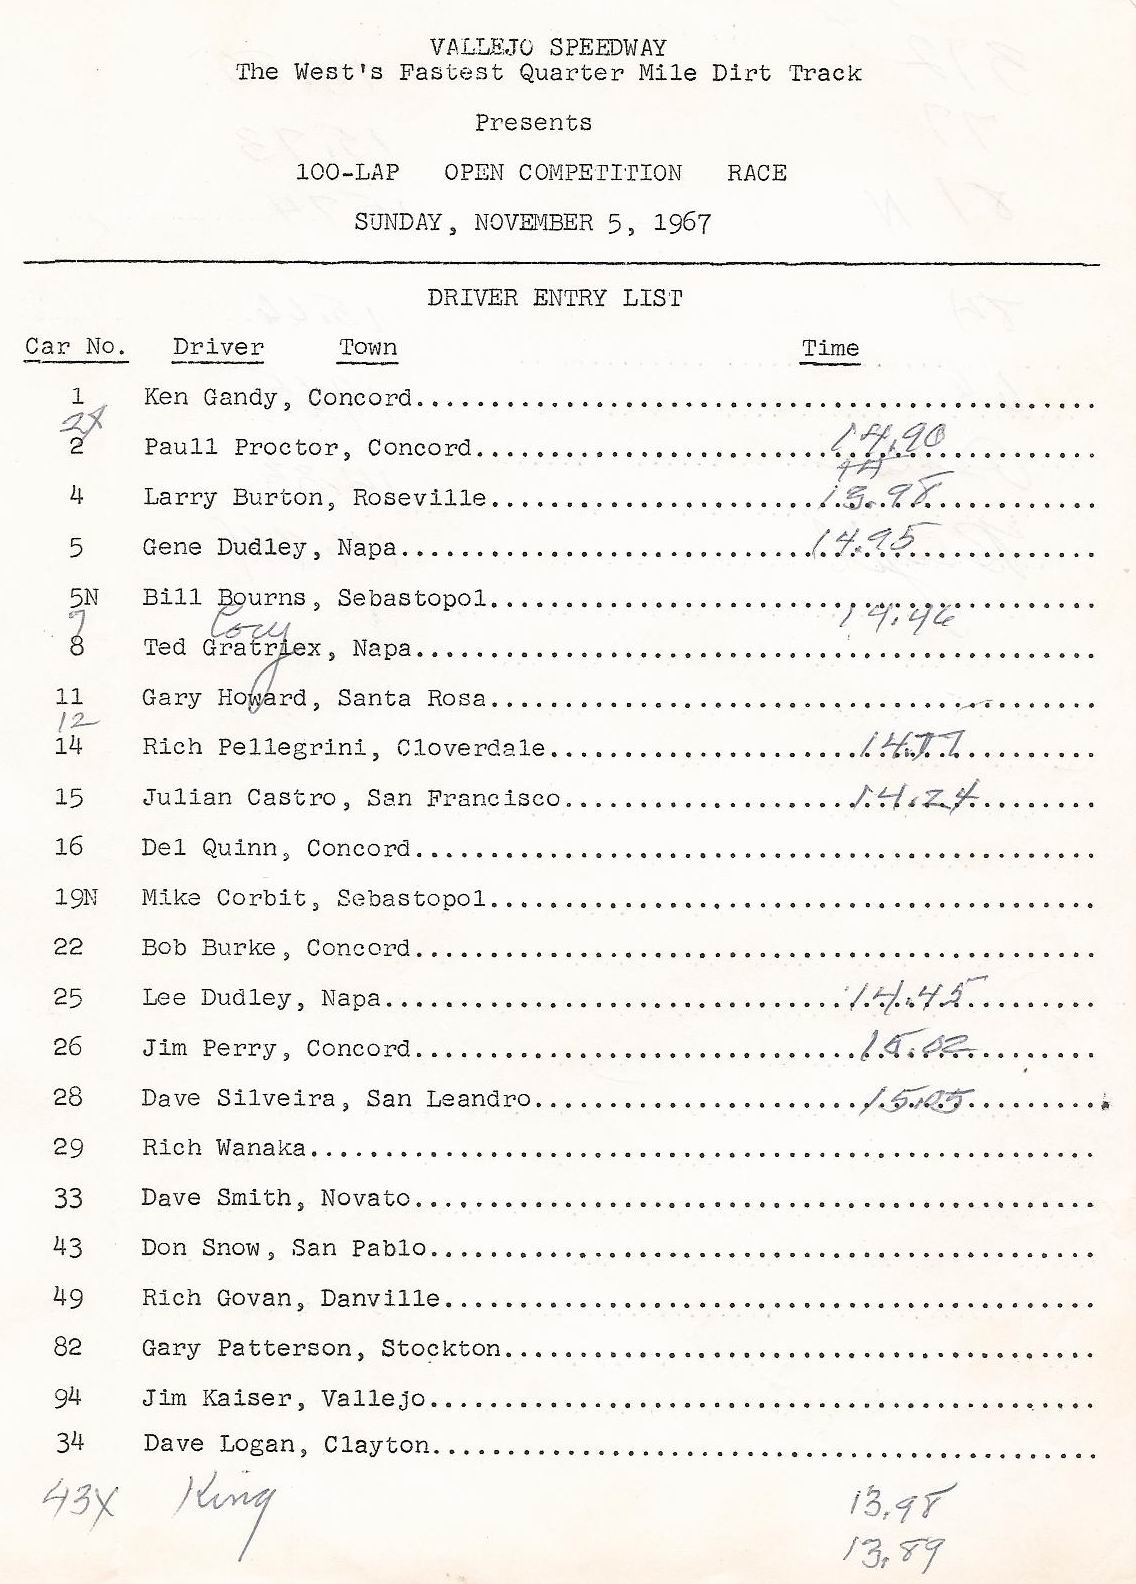 VALLEJO SPEEDWAY
The West's Fastest Quarter Mile Dirt Track
Presents
100-LAP OPEN COMPETITION RACE
SUNDAY, NOVEMBER 5, 1967
DRIVER ENTRY LIST
Car No. Driver Town Time
1 Ken Gandy, Concord
2X
2 Paull Proctor, Concord 14.90
4 Larry Burton, Roseville 13.98
5 Gene Dudley, Napa 14.95
5N Bill Bourns, Sebastopol
7 Cory 14.46
8 Ted Gratriex, Napa
11 Gary Howard, Santa Rosa
12
14 Rich Pellegrini, Cloverdale 14.77
15 Julian Castro, San Francisco 14.24
16 Del Quinn, Concord
19N Mike Corbit, Sebastopol
22 Bob Burke, Concord
25 Lee Dudley, Napa 14.45
26 Jim Perry, Concord 15.02
28 Dave Silveira, San Leandro 15.05
29 Rich Wanaka
33 Dave Smith, Novato
43 Don Snow, San Pablo
49 Rich Govan, Danville
82 Gary Patterson, Stockton
94 Jim Kaiser, Vallejo
34 Dave Logan, Clayton
43X King 13.98
13.89